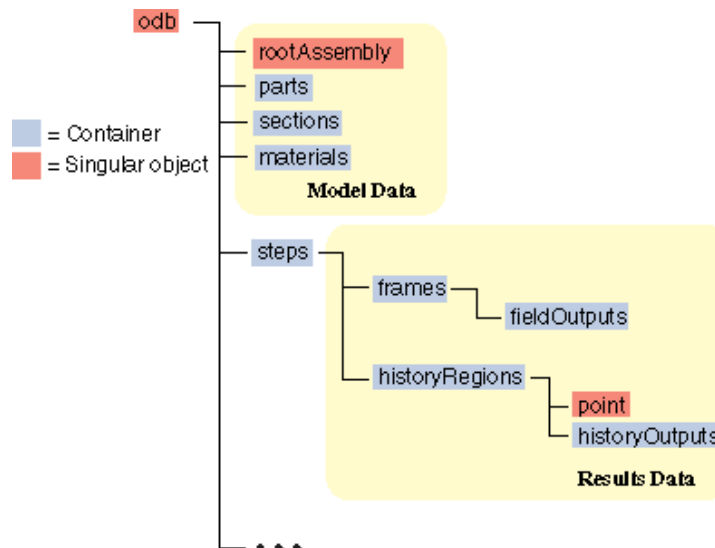 odb
rootAssembly
parts
sections
materials
Model Data
= Container
= Singular object
steps
frames
fieldOutputs
historyRegions
point
historyOutputs
Results Data
• • •